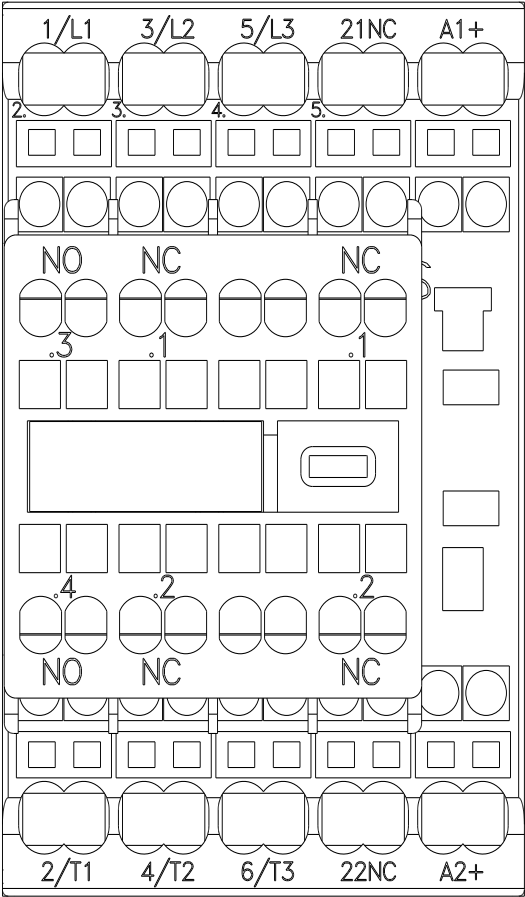 1/L1 3/L2 5/L3 21NC A1+
2. 3. 4. 5.
NO NC NC
.3 .1 .1
.4 .2 .2
NO NC NC
2/T1 4/T2 6/T3 22NC A2+